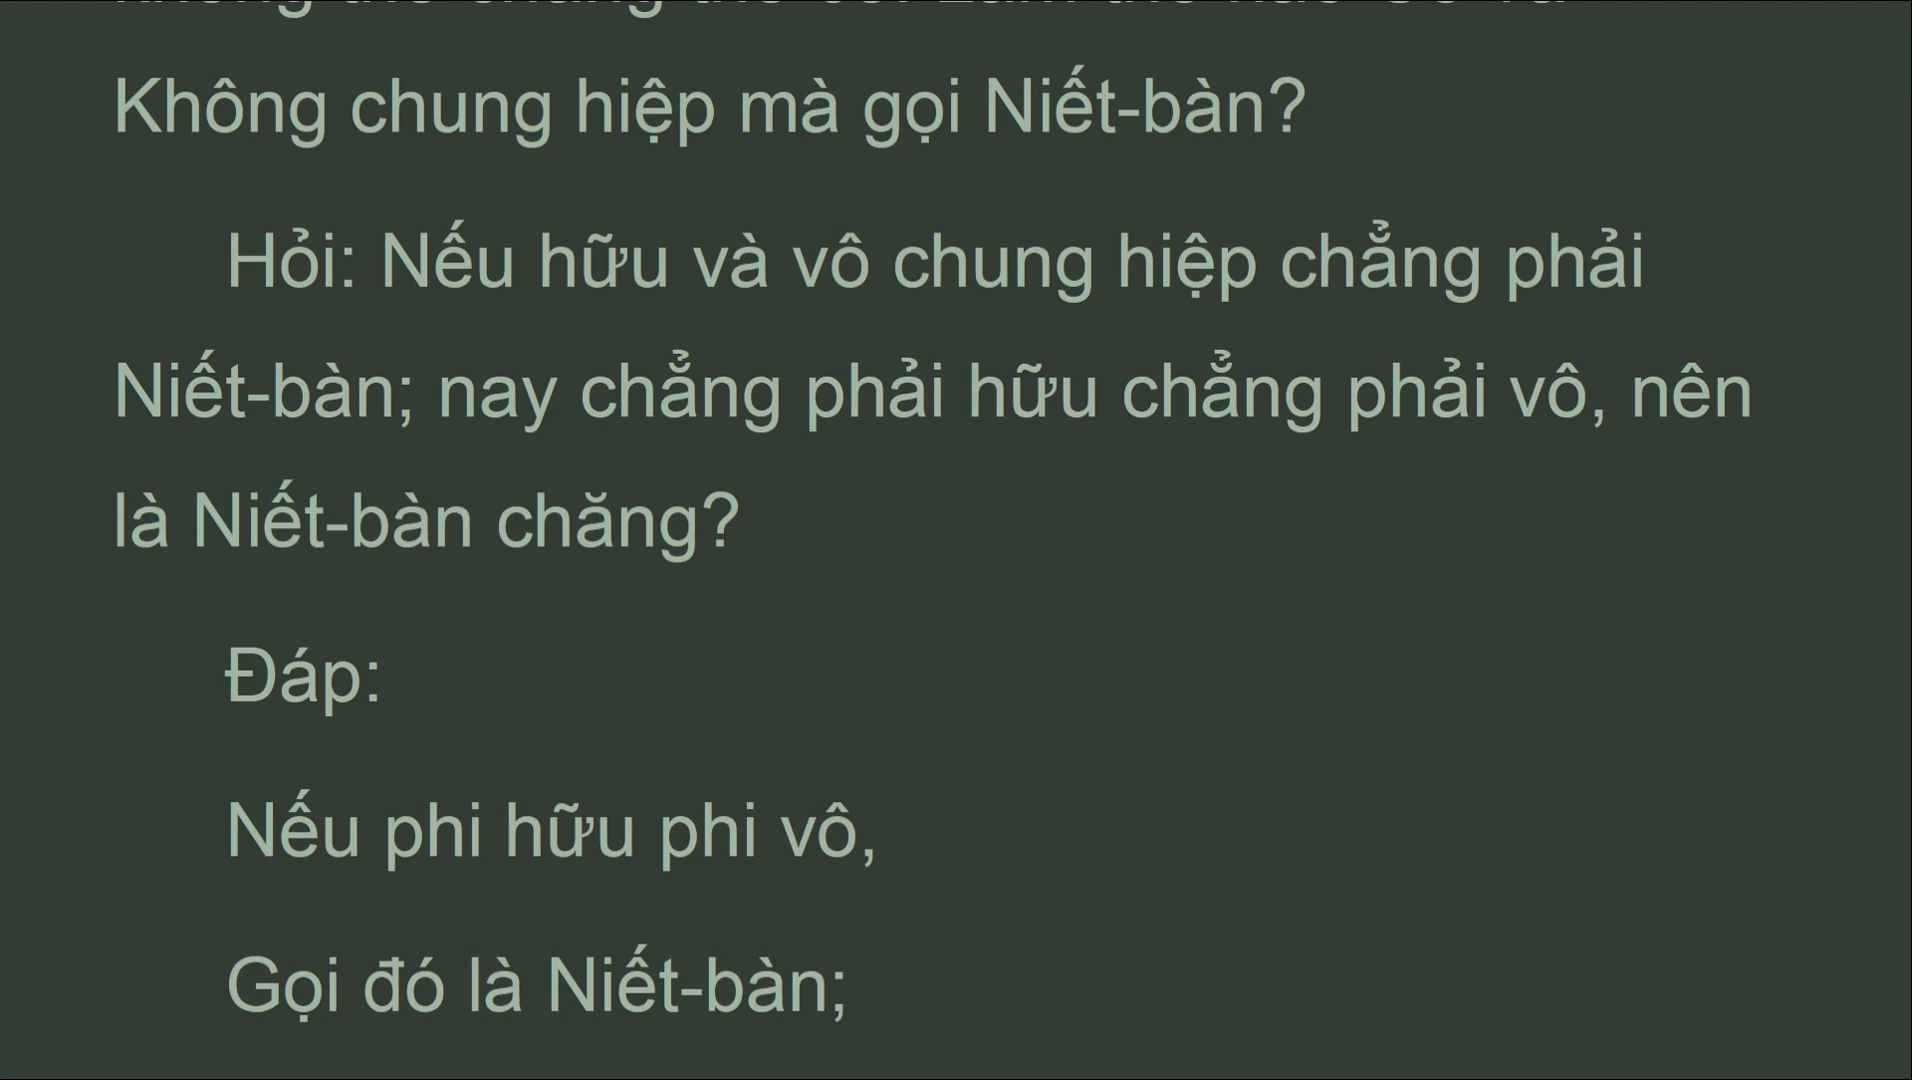 Không chung hiệp mà gọi Niết-bàn?
Hỏi: Nếu hữu và vô chung hiệp chẳng phải
Niết-bàn; nay chẳng phải hữu chẳng phải vô, nên
là Niết-bàn chăng?
Đáp:
Nếu phi hữu phi vô,
Gọi đó là Niết-bàn;